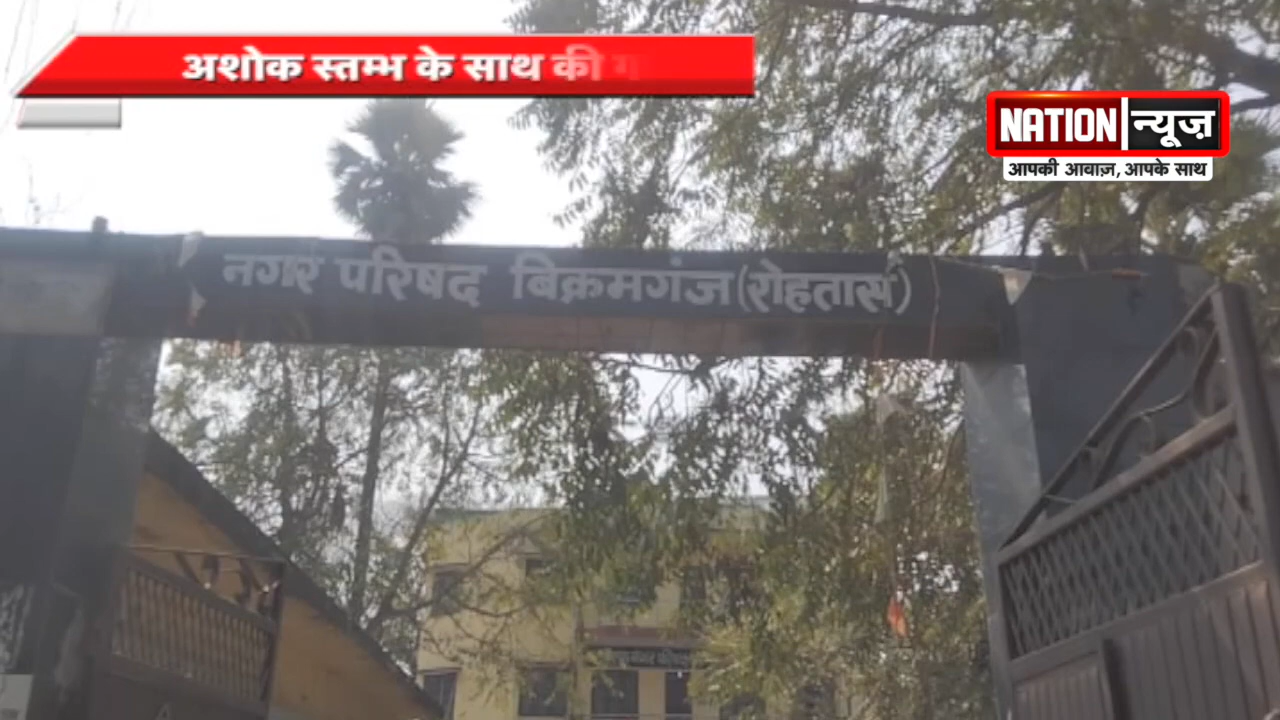 अशोक स्तम्भ के साथ की
NATION न्यूज़
आपकी आवाज़, आपके साथ
नगर परिषद बिक्रमगंज (रोहतास)